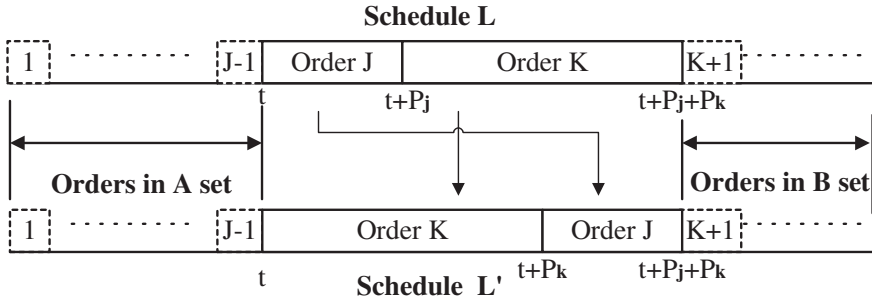 Schedule L
1 ........ J-1 Order J Order K K+1 ........
t t+Pj t+Pj+Pk
Orders in A set Orders in B set
1 ........ J-1 Order K Order J K+1 ........
t t+Pk t+Pj+Pk
Schedule L'